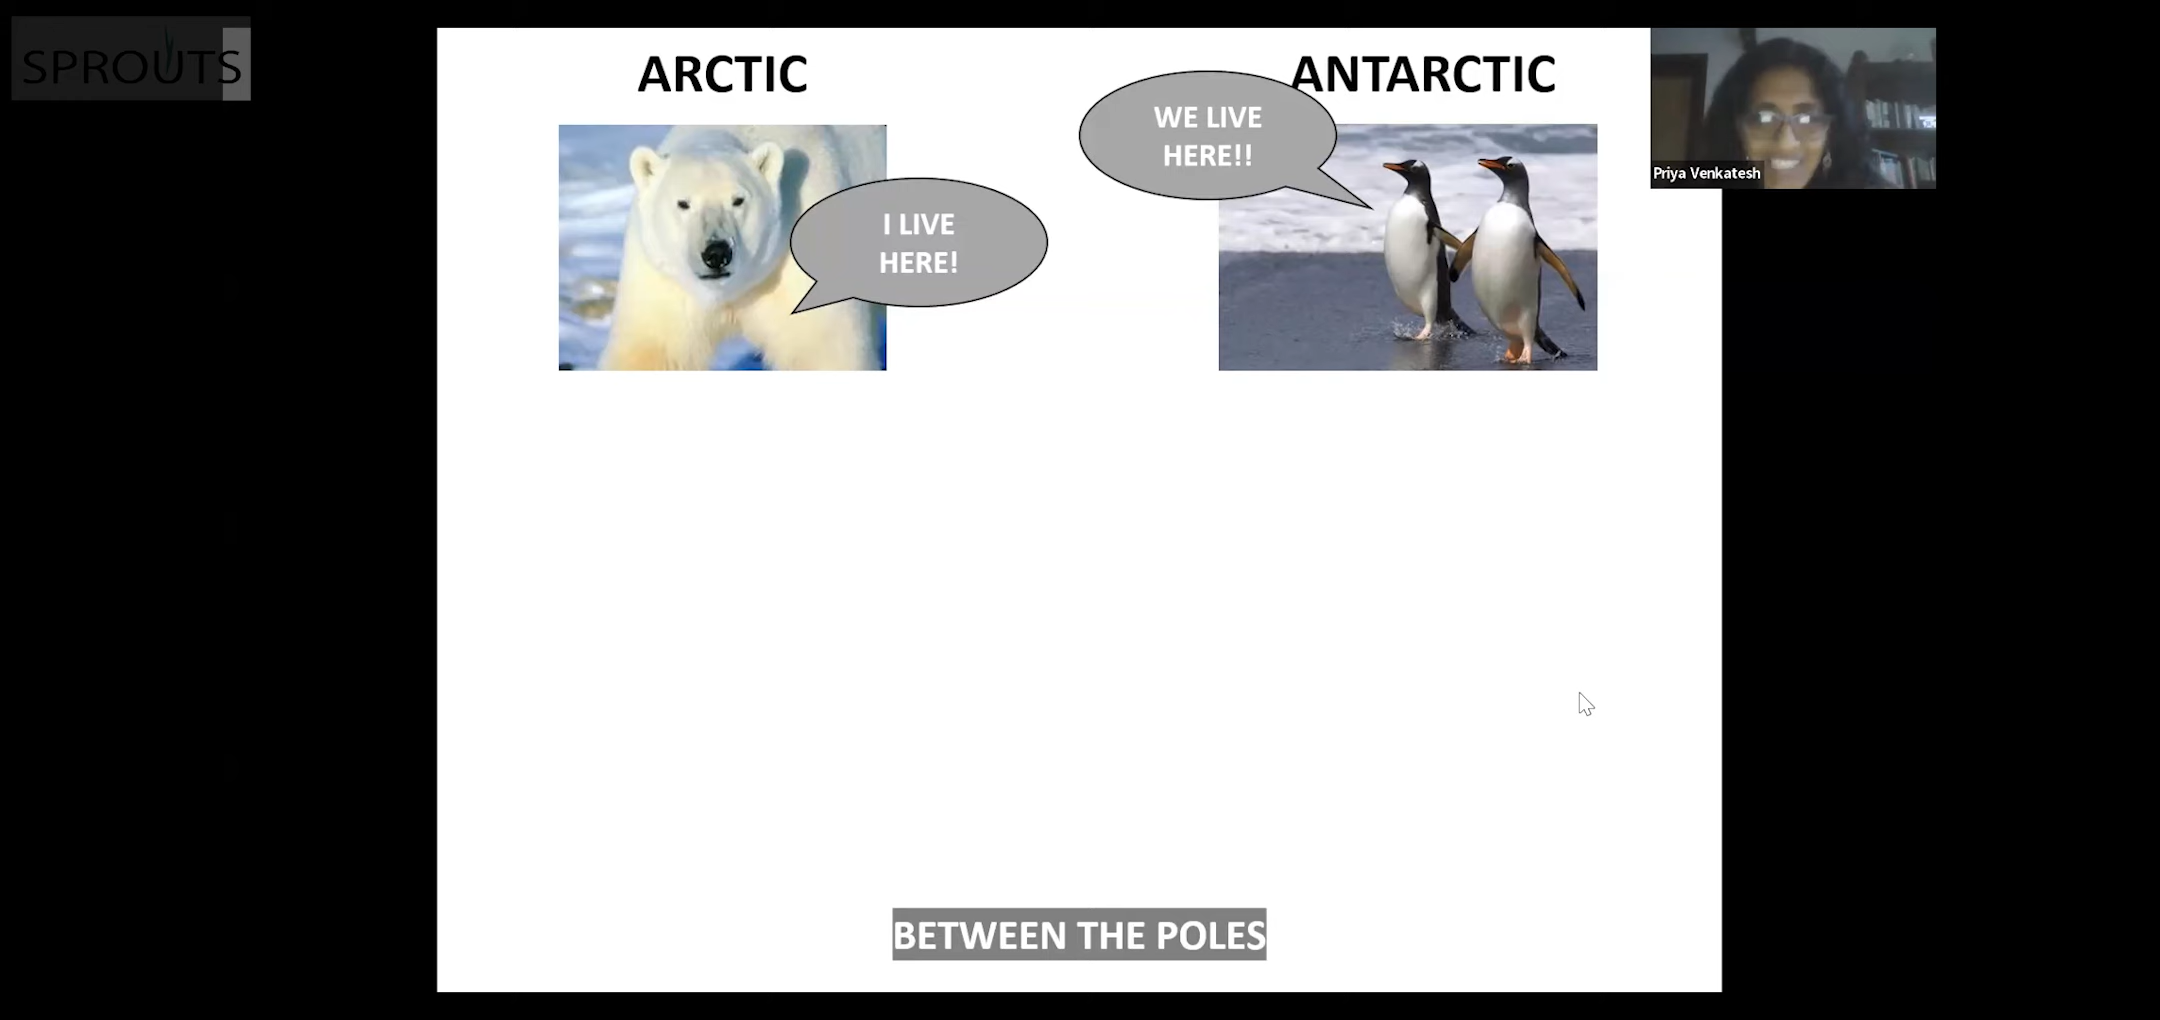 SPROUTS
ARCTIC
ANTARCTIC
WE LIVE
HERE!!
I LIVE
HERE!
Priya Venkatesh
BETWEEN THE POLES